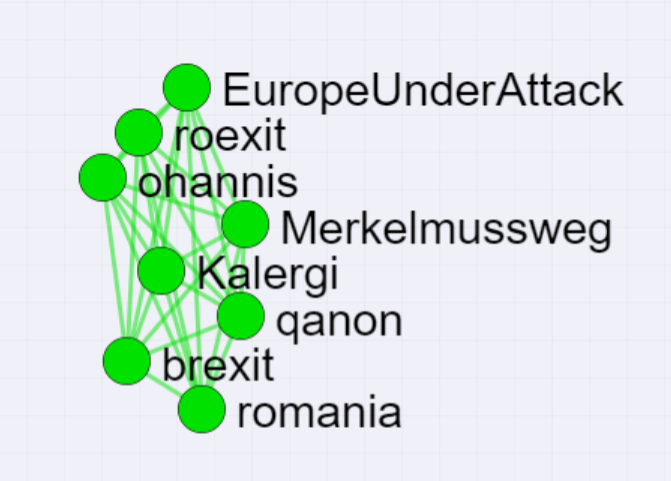 EuropeUnderAttack
roexit
ohannis
Merkelmussweg
Kalergi
qanon
brexit
romania